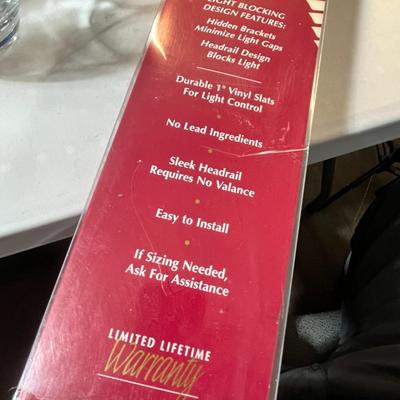 LIGHT BLOCKING
DESIGN FEATURES:
Hidden Brackets
Minimize Light Gaps
Headrail Design
Blocks Light
Durable 1" Vinyl Slats
For Light Control
No Lead Ingredients
Sleek Headrail
Requires No Valance
Easy to Install
If Sizing Needed,
Ask For Assistance
LIMITED LIFETIME
Warranty